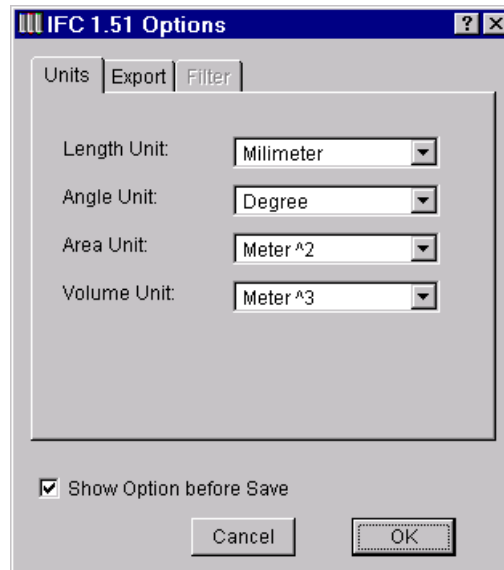 IFC 1.51 Options ? ×
Units Export Filter
Length Unit: Milimeter
Angle Unit: Degree
Area Unit: Meter ^2
Volume Unit: Meter ^3
Show Option before Save
Cancel OK